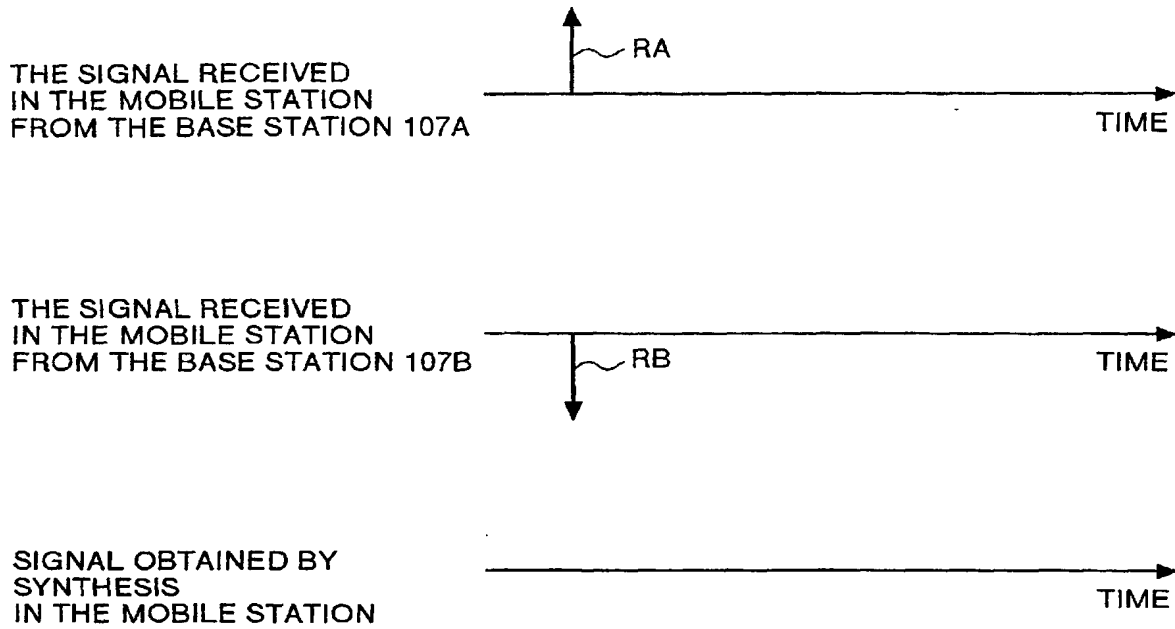 RA
THE SIGNAL RECEIVED
IN THE MOBILE STATION
FROM THE BASE STATION 107A
TIME
THE SIGNAL RECEIVED
IN THE MOBILE STATION
FROM THE BASE STATION 107B
RB
TIME
SIGNAL OBTAINED BY
SYNTHESIS
IN THE MOBILE STATION
TIME